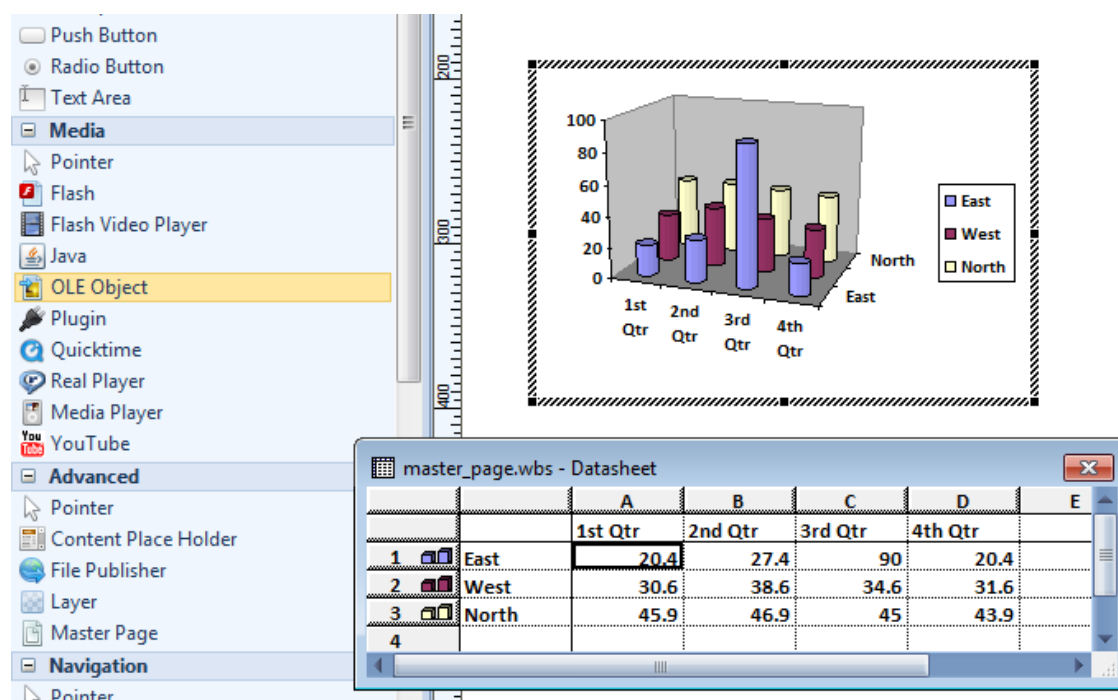 Push Button
Radio Button
Text Area
Media
Pointer
Flash
Flash Video Player
Java
OLE Object
Plugin
Quicktime
Real Player
Media Player
You Tube YouTube
Advanced
Pointer
Content Place Holder
File Publisher
Layer
Master Page
Navigation
Pointer
200
300
400
100
80
60
40
20
0
1st Qtr
2nd Qtr
3rd Qtr
4th Qtr
East
North
East
West
North
master_page.wbs - Datasheet
A B C D E
1st Qtr 2nd Qtr 3rd Qtr 4th Qtr
1 East 20.4 27.4 90 20.4
2 West 30.6 38.6 34.6 31.6
3 North 45.9 46.9 45 43.9
4